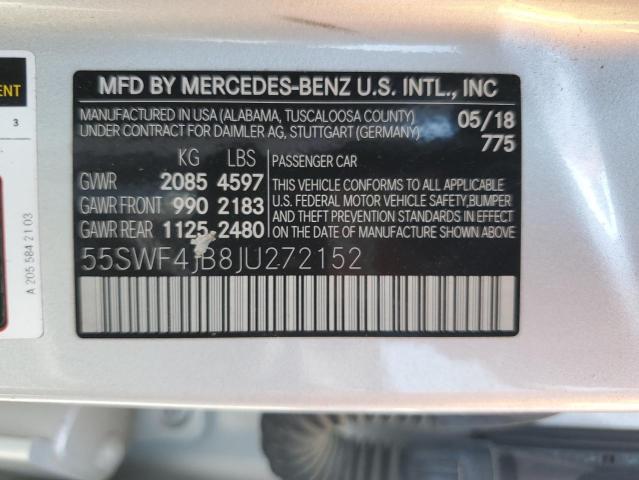 MFD BY MERCEDES-BENZ U.S. INTL., INC
MANUFACTURED IN USA (ALABAMA, TUSCALOOSA COUNTY)
UNDER CONTRACT FOR DAIMLER AG, STUTTGART (GERMANY)
05/18
775
KG LBS
GVWR 2085 4597
GAWR FRONT 990 2183
GAWR REAR 1125 2480
PASSENGER CAR
THIS VEHICLE CONFORMS TO ALL APPLICABLE
U.S. FEDERAL MOTOR VEHICLE SAFETY,BUMPER
AND THEFT PREVENTION STANDARDS IN EFFECT
ON THE DATE OF MANUFACTURE SHOWN ABOVE.
55SWF4JB8JU272152
3
A 205 584 21 03